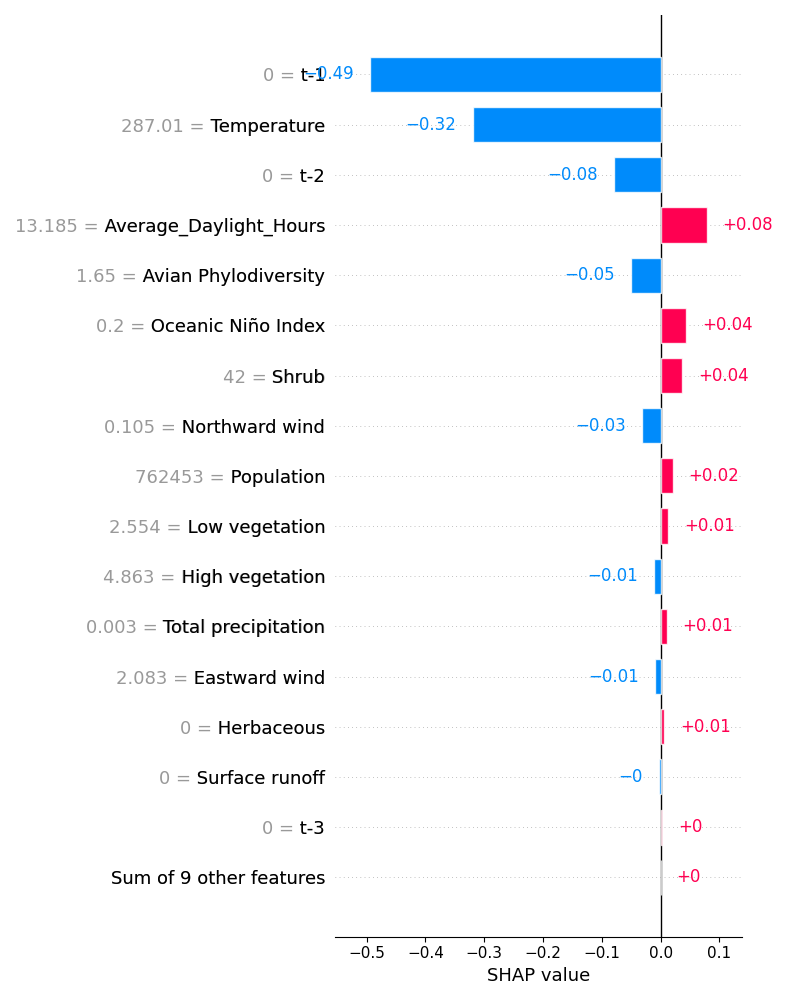 0 = t-1 −0.49
287.01 = Temperature −0.32
0 = t-2 −0.08
13.185 = Average_Daylight_Hours +0.08
1.65 = Avian Phylodiversity −0.05
0.2 = Oceanic Niño Index +0.04
42 = Shrub +0.04
0.105 = Northward wind −0.03
762453 = Population +0.02
2.554 = Low vegetation +0.01
4.863 = High vegetation −0.01
0.003 = Total precipitation +0.01
2.083 = Eastward wind −0.01
0 = Herbaceous +0.01
0 = Surface runoff −0
0 = t-3 +0
Sum of 9 other features +0
−0.5 −0.4 −0.3 −0.2 −0.1 0.0 0.1
SHAP value